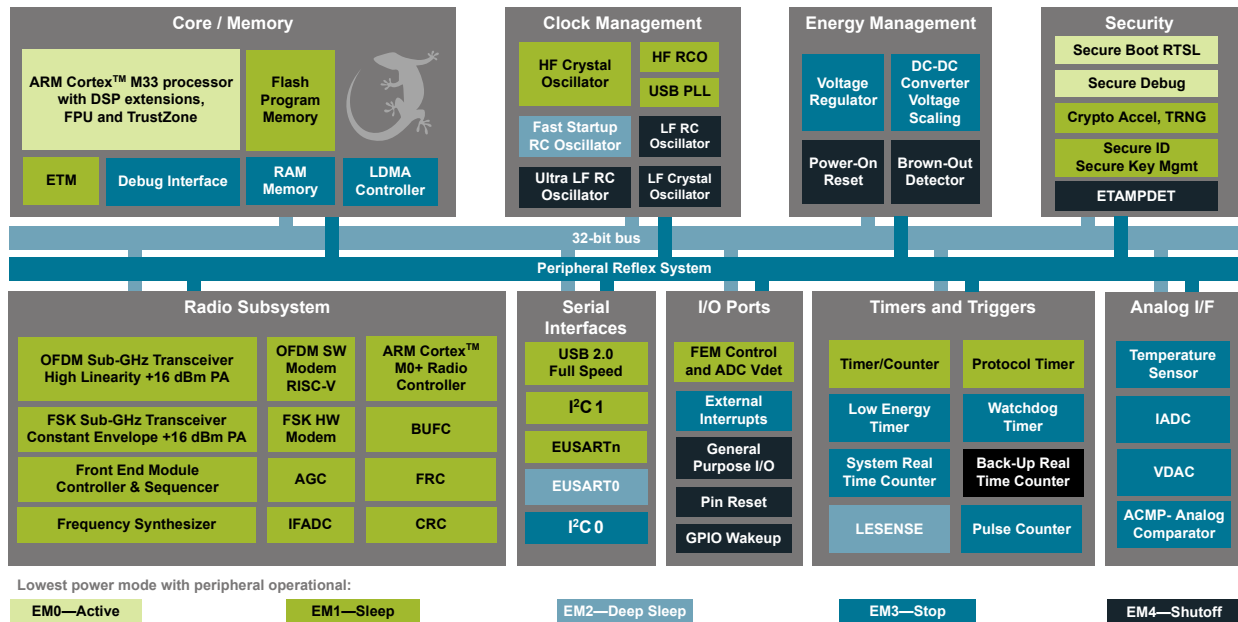 Core / Memory
ARM Cortex™ M33 processor
with DSP extensions,
FPU and TrustZone
Flash
Program
Memory
ETM
Debug Interface
RAM
Memory
LDMA
Controller
Clock Management
HF Crystal
Oscillator
HF RCO
USB PLL
Fast Startup
RC Oscillator
LF RC
Oscillator
Ultra LF RC
Oscillator
LF Crystal
Oscillator
Energy Management
Voltage
Regulator
DC-DC
Converter
Voltage
Scaling
Power-On
Reset
Brown-Out
Detector
Security
Secure Boot RTSL
Secure Debug
Crypto Accel, TRNG
Secure ID
Secure Key Mgmt
ETAMPDET
32-bit bus
Peripheral Reflex System
Radio Subsystem
OFDM Sub-GHz Transceiver
High Linearity +16 dBm PA
OFDM SW
Modem
RISC-V
ARM Cortex™
M0+ Radio
Controller
FSK Sub-GHz Transceiver
Constant Envelope +16 dBm PA
FSK HW
Modem
BUFC
Front End Module
Controller & Sequencer
AGC
FRC
Frequency Synthesizer
IFADC
CRC
Serial
Interfaces
USB 2.0
Full Speed
I²C 1
EUSARTn
EUSART0
I²C 0
I/O Ports
FEM Control
and ADC Vdet
External
Interrupts
General
Purpose I/O
Pin Reset
GPIO Wakeup
Timers and Triggers
Timer/Counter
Protocol Timer
Low Energy
Timer
Watchdog
Timer
System Real
Time Counter
Back-Up Real
Time Counter
LESENSE
Pulse Counter
Analog I/F
Temperature
Sensor
IADC
VDAC
ACMP- Analog
Comparator
Lowest power mode with peripheral operational:
EM0—Active
EM1—Sleep
EM2—Deep Sleep
EM3—Stop
EM4—Shutoff